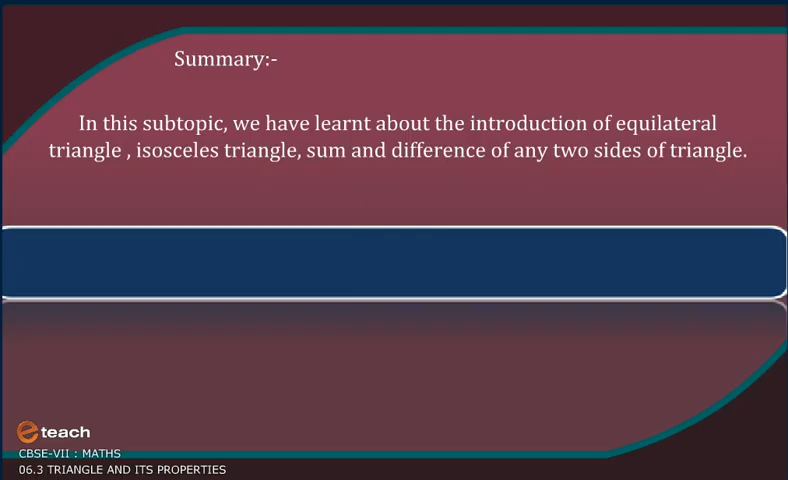 Summary:-
In this subtopic, we have learnt about the introduction of equilateral
triangle , isosceles triangle, sum and difference of any two sides of triangle.
e teach
CBSE-VII : MATHS
06.3 TRIANGLE AND ITS PROPERTIES